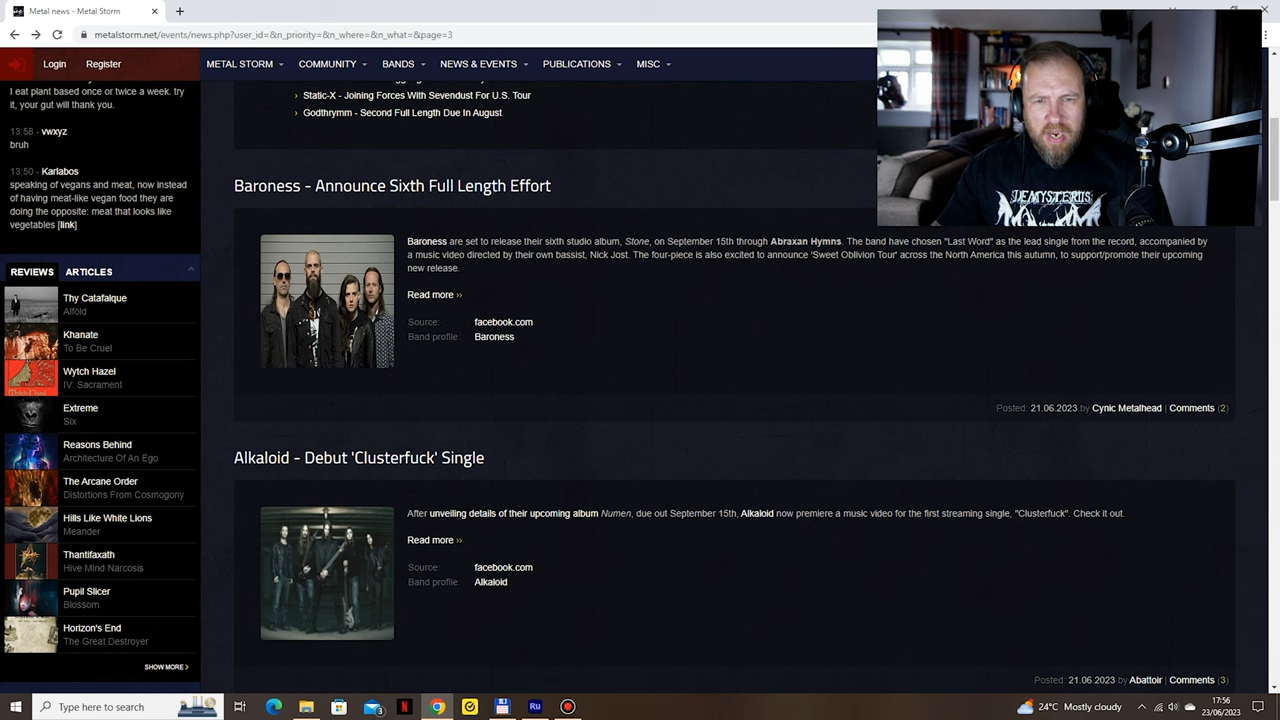 Metal news - Metal Storm
metalstorm.net/events/news.php?user_id=&n_priority=&n_where=&n_what=&page=3
Login
Register
METAL STORM
COMMUNITY
BANDS
NEWS & EVENTS
PUBLICATIONS
MISC
I eat plant based once or twice a week. try
it, your gut will thank you.
13:58 - vwxyz
bruh
13:50 - Karlabos
speaking of vegans and meat, now instead
of having meat-like vegan food they are
doing the opposite: meat that looks like
vegetables [link]
REVIEWS
ARTICLES
Thy Catafalque
Alföld
Khanate
To Be Cruel
Wytch Hazel
IV: Sacrament
Extreme
Six
Reasons Behind
Architecture Of An Ego
The Arcane Order
Distortions From Cosmogony
Hills Like White Lions
Meander
Thantifaxath
Hive Mind Narcosis
Pupil Slicer
Blossom
Horizon's End
The Great Destroyer
SHOW MORE
Static-X - Joining Forces With Sevendust For U.S. Tour
Godthrymm - Second Full Length Due In August
Baroness - Announce Sixth Full Length Effort
Baroness are set to release their sixth studio album, Stone, on September 15th through Abraxan Hymns. The band have chosen "Last Word" as the lead single from the record, accompanied by
a music video directed by their own bassist, Nick Jost. The four-piece is also excited to announce 'Sweet Oblivion Tour' across the North America this autumn, to support/promote their upcoming
new release.
Read more ››
Source: facebook.com
Band profile: Baroness
Posted: 21.06.2023 by Cynic Metalhead | Comments (2)
Alkaloid - Debut 'Clusterfuck' Single
After unveiling details of their upcoming album Numen, due out September 15th, Alkaloid now premiere a music video for the first streaming single, "Clusterfuck". Check it out.
Read more ››
Source: facebook.com
Band profile: Alkaloid
Posted: 21.06.2023 by Abattoir | Comments (3)
Type here to search
24°C Mostly cloudy
17:56
23/06/2023